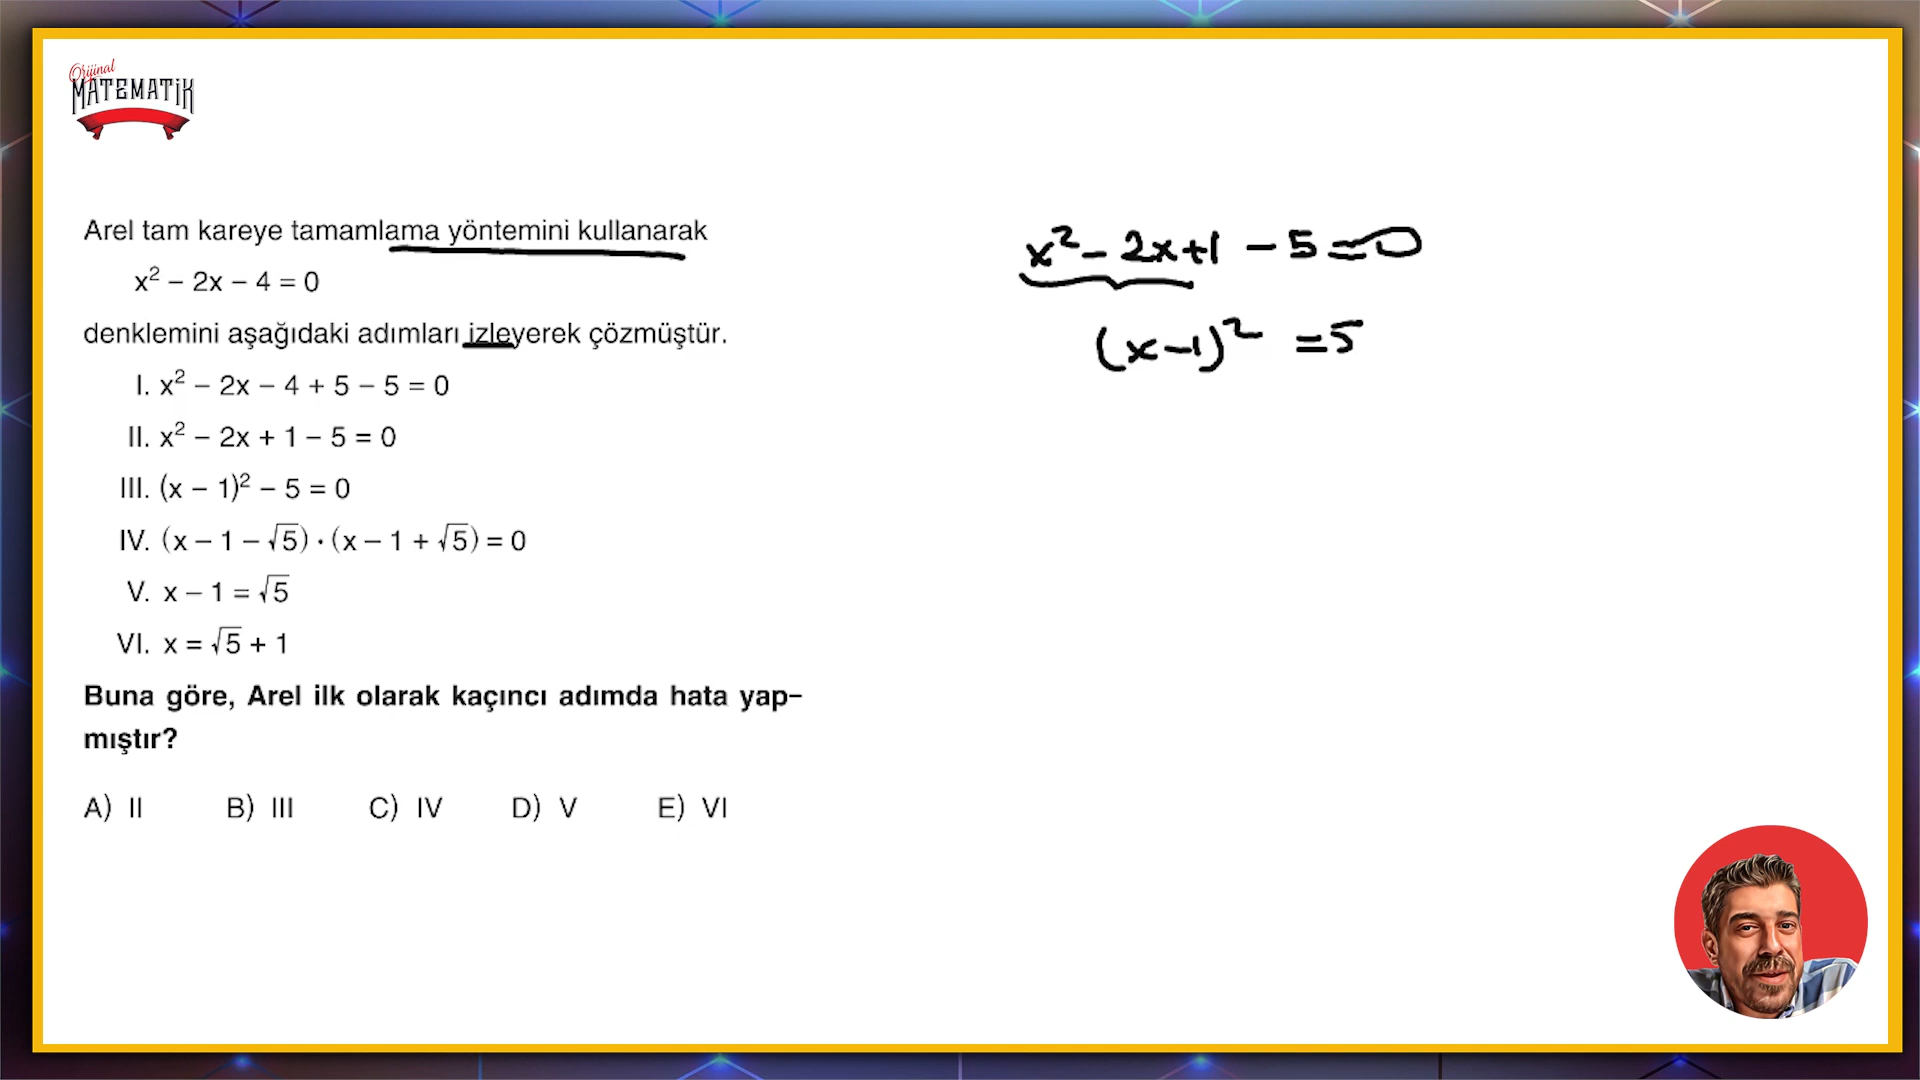 Orijinal
MATEMATİK
Arel tam kareye tamamlama yöntemini kullanarak
x² – 2x – 4 = 0
denklemini aşağıdaki adımları izleyerek çözmüştür.
I. x² – 2x – 4 + 5 – 5 = 0
II. x² – 2x + 1 – 5 = 0
III. (x – 1)² – 5 = 0
IV. (x – 1 – √5) · (x – 1 + √5) = 0
V. x – 1 = √5
VI. x = √5 + 1
Buna göre, Arel ilk olarak kaçıncı adımda hata yap–
mıştır?
A) II B) III C) IV D) V E) VI
x² – 2x + 1 – 5 = 0
(x – 1)² = 5